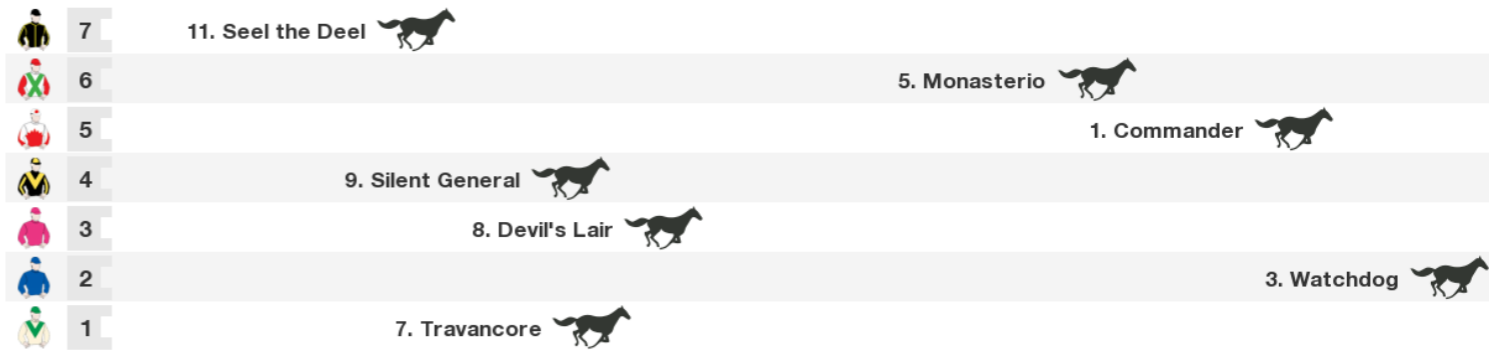 7 11. Seel the Deel
6 5. Monasterio
5 1. Commander
4 9. Silent General
3 8. Devil's Lair
2 3. Watchdog
1 7. Travancore